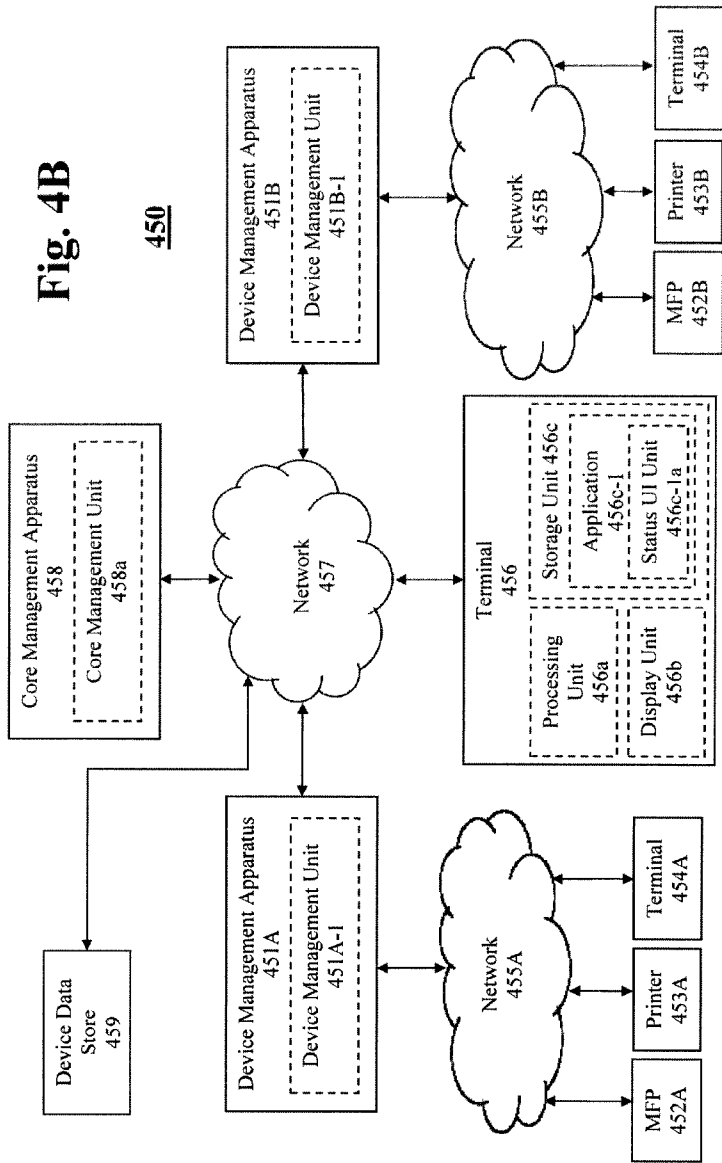 Fig. 4B
450
Device Data
Store
459
Core Management Apparatus
458
Core Management Unit
458a
Device Management Apparatus
451A
Device Management Unit
451A-1
Network
457
Device Management Apparatus
451B
Device Management Unit
451B-1
Network
455A
MFP
452A
Printer
453A
Terminal
454A
Terminal
456
Processing
Unit
456a
Display Unit
456b
Storage Unit 456c
Application
456c-1
Status UI Unit
456c-1a
Network
455B
MFP
452B
Printer
453B
Terminal
454B